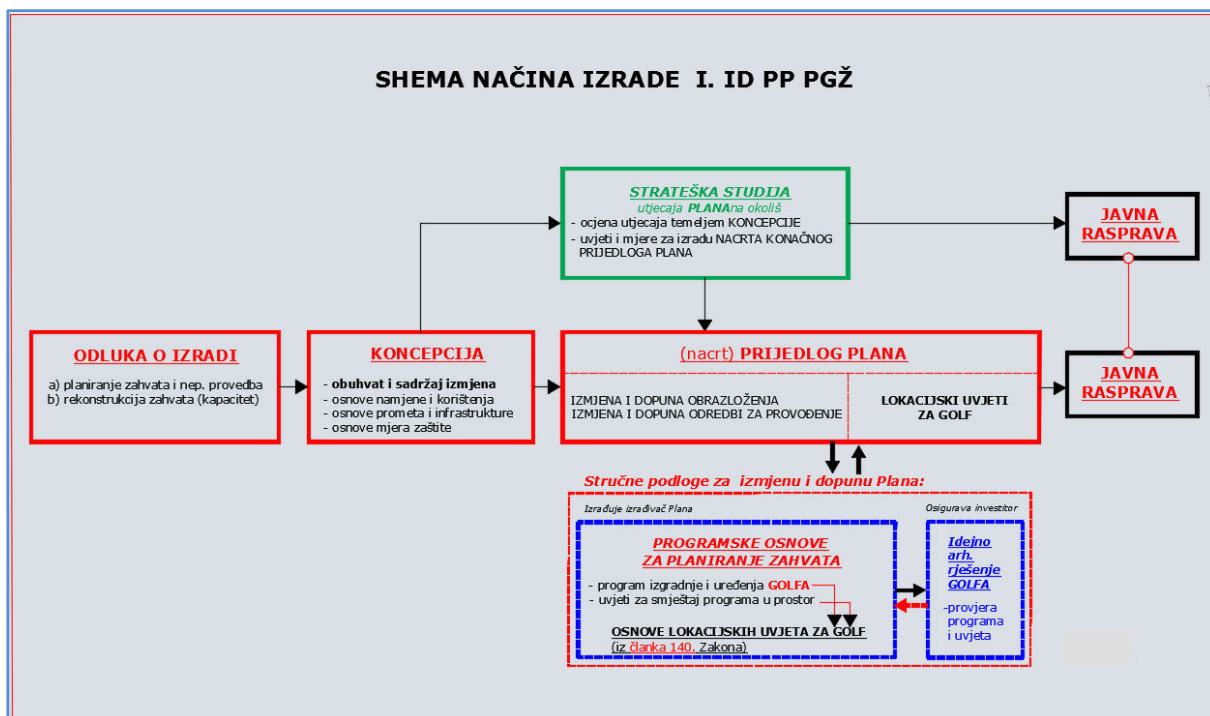 SHEMA NAČINA IZRADE I. ID PP PGŽ
STRATEŠKA STUDIJA
utjecaja PLANAna okoliš
- ocjena utjecaja temeljem KONCEPCIJE
- uvjeti i mjere za izradu NACRTA KONAČNOG
PRIJEDLOGA PLANA
JAVNA
RASPRAVA
ODLUKA O IZRADI
a) planiranje zahvata i nep. provedba
b) rekonstrukcija zahvata (kapacitet)
KONCEPCIJA
- obuhvat i sadržaj izmjena
- osnove namjene i korištenja
- osnove prometa i infrastrukture
- osnove mjera zaštite
(nacrt) PRIJEDLOG PLANA
IZMJENA I DOPUNA OBRAZLOŽENJA
IZMJENA I DOPUNA ODREDBI ZA PROVOĐENJE
LOKACIJSKI UVJETI
ZA GOLF
JAVNA
RASPRAVA
Stručne podloge za izmjenu i dopunu Plana:
Izrađuje izrađivač Plana
Osigurava investitor
PROGRAMSKE OSNOVE
ZA PLANIRANJE ZAHVATA
- program izgradnje i uređenja GOLFA
- uvjeti za smještaj programa u prostor
OSNOVE LOKACIJSKIH UVJETA ZA GOLF
(iz članka 140. Zakona)
Idejno
arh.
rješenje
GOLFA
-provjera
programa
i uvjeta